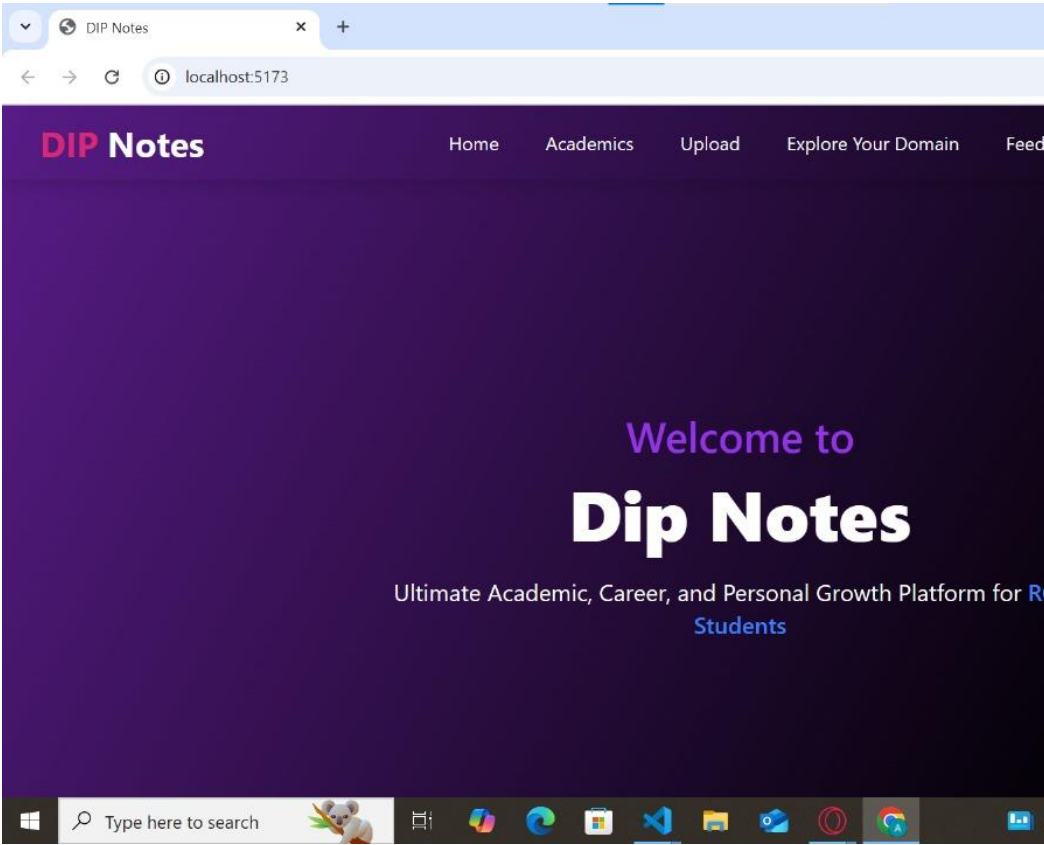 DIP Notes
localhost:5173
DIP Notes
Home Academics Upload Explore Your Domain
Welcome to
Dip Notes
Ultimate Academic, Career, and Personal Growth Platform for
Students
Type here to search